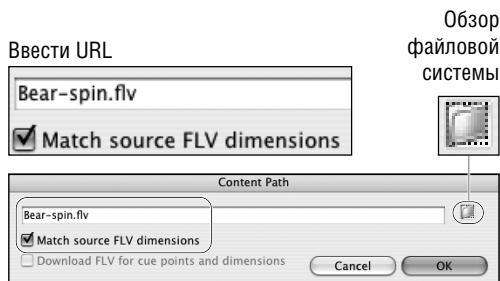 Обзор
файловой
системы
Ввести URL
Bear-spin.flv
Match source FLV dimensions
Content Path
Bear-spin.flv
Match source FLV dimensions
Download FLV for cue points and dimensions
Cancel OK